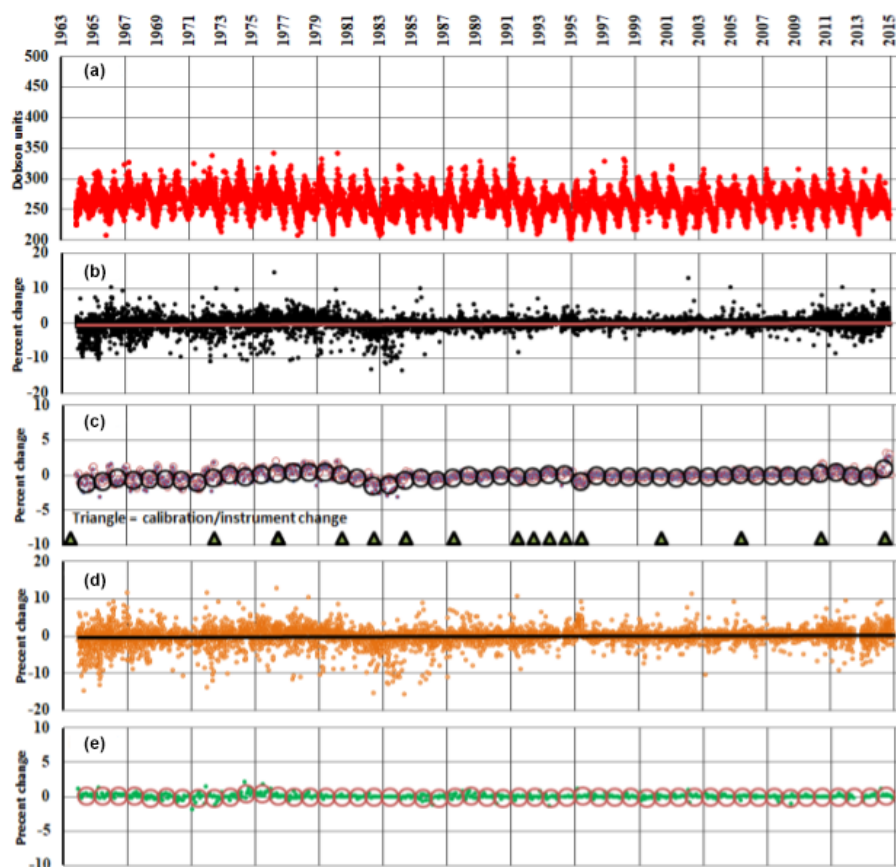 1963 1965 1967 1969 1971 1973 1975 1977 1979 1981 1983 1985 1987 1989 1991 1993 1995 1997 1999 2001 2003 2005 2007 2009 2011 2013 2015
(a)
Dobson units
500
450
400
350
300
250
200
(b)
Percent change
20
10
0
-10
-20
(c)
Percent change
10
5
0
-5
-10
Triangle = calibration/instrument change
(d)
Precent change
20
10
0
-10
-20
(e)
Precent change
10
5
0
-5
-10